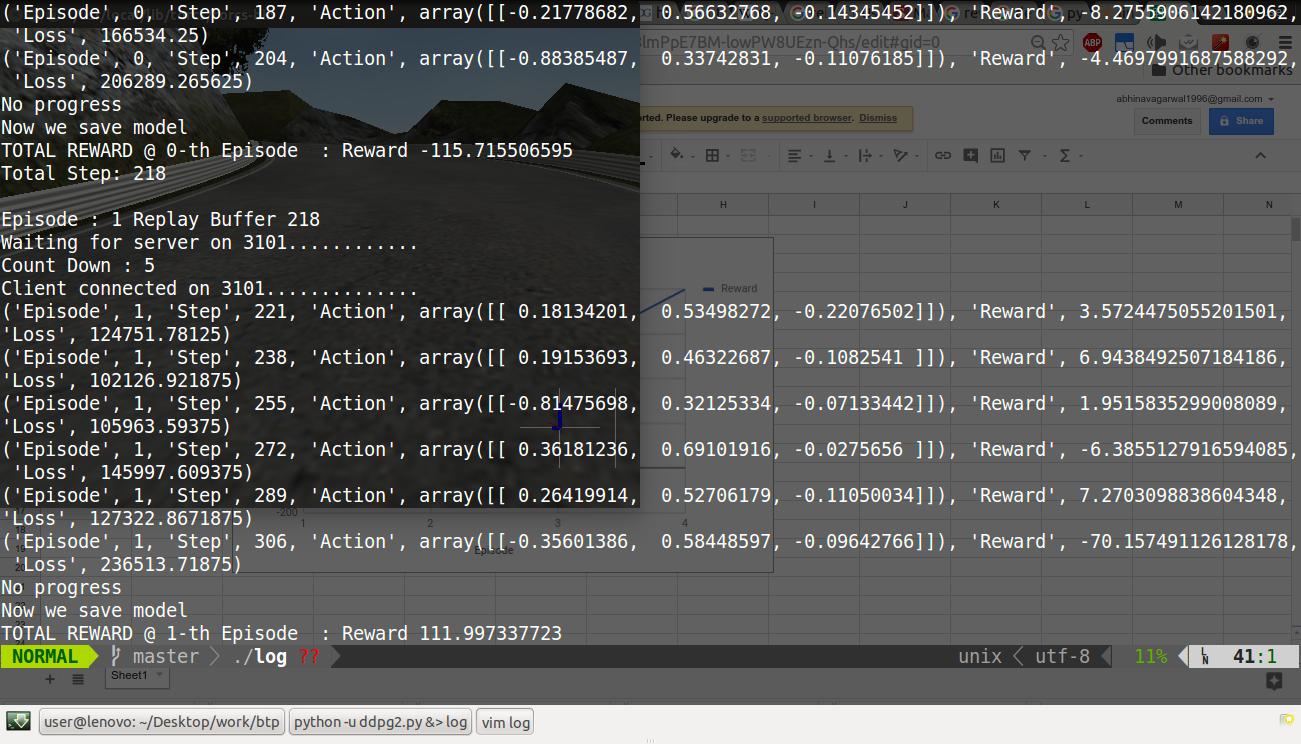 ('Episode', 0, 'Step', 187, 'Action', array([[-0.21778682,  0.56632768, -0.14345452]]), 'Reward', -8.2755906142180962,
 'Loss', 166534.25)
('Episode', 0, 'Step', 204, 'Action', array([[-0.88385487,  0.33742831, -0.11076185]]), 'Reward', -4.4697991687588292,
 'Loss', 206289.265625)
Other bookmarks
No progress
abhinavagarwal1996@gmail.com
Now we save model
orted. Please upgrade to a supported browser. Dismiss
Comments
Share
TOTAL REWARD @ 0-th Episode  : Reward -115.715506595
Total Step: 218
H I J K L M N
Episode : 1 Replay Buffer 218
Waiting for server on 3101............
Count Down : 5
Client connected on 3101..............
Reward
('Episode', 1, 'Step', 221, 'Action', array([[ 0.18134201,  0.53498272, -0.22076502]]), 'Reward', 3.5724475055201501,
'Loss', 124751.78125)
('Episode', 1, 'Step', 238, 'Action', array([[ 0.19153693,  0.46322687, -0.1082541 ]]), 'Reward', 6.9438492507184186,
'Loss', 102126.921875)
('Episode', 1, 'Step', 255, 'Action', array([[-0.81475698,  0.32125334, -0.07133442]]), 'Reward', 1.9515835299008089,
'Loss', 105963.59375)
('Episode', 1, 'Step', 272, 'Action', array([[ 0.36181236,  0.69101916, -0.0275656 ]]), 'Reward', -6.3855127916594085,
 'Loss', 145997.609375)
('Episode', 1, 'Step', 289, 'Action', array([[ 0.26419914,  0.52706179, -0.11050034]]), 'Reward', 7.2703098838604348,
'Loss', 127322.8671875)
-200
1 2 3 4
('Episode', 1, 'Step', 306, 'Action', array([[-0.35601386,  0.58448597, -0.09642766]]), 'Reward', -70.157491126128178,
Episode
'Loss', 236513.71875)
No progress
Now we save model
TOTAL REWARD @ 1-th Episode  : Reward 111.997337723
NORMAL master ./log ?? unix utf-8 11% LN 41:1
Sheet1
user@lenovo: ~/Desktop/work/btp
python -u ddpg2.py &> log
vim log